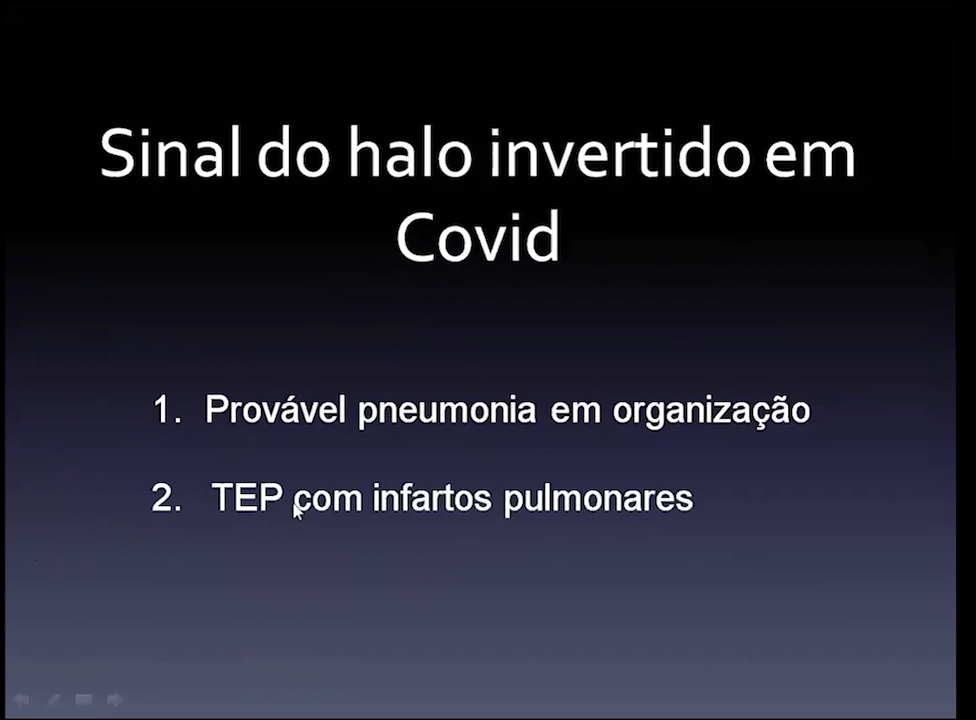 Sinal do halo invertido em
Covid
1. Provável pneumonia em organização
2. TEP com infartos pulmonares